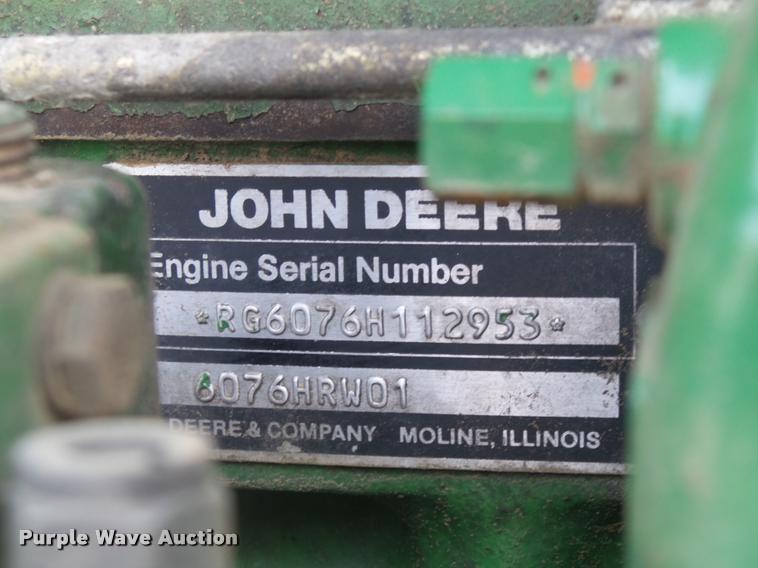 JOHN DEERE
Engine Serial Number
*RG6076H112953*
6076HRW01
DEERE & COMPANY MOLINE, ILLINOIS
Purple Wave Auction